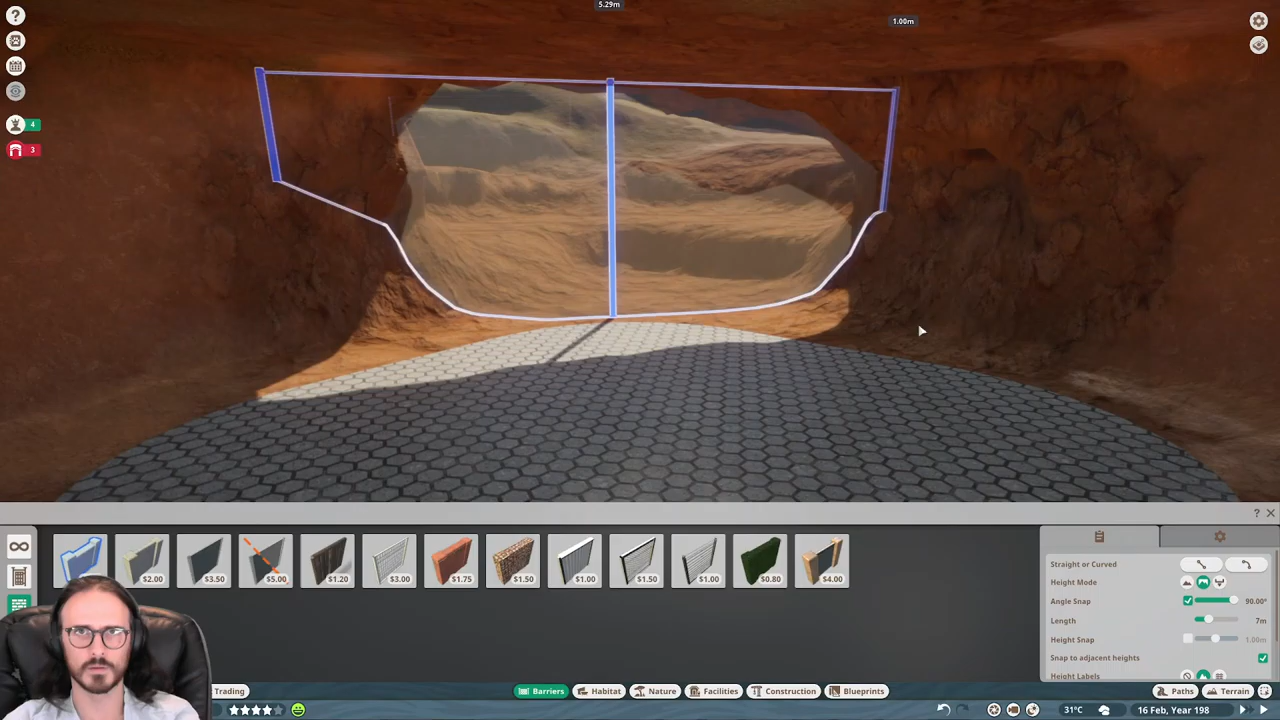 5.29m
1.00m
?
4
3
? ×
$2.00
$3.50
$5.00
$1.20
$3.00
$1.75
$1.50
$1.00
$1.50
$1.00
$0.80
$4.00
Straight or Curved
Height Mode
Angle Snap 90.00°
Length 7m
Height Snap 1.00m
Snap to adjacent heights
Height Labels
Trading
Barriers
Habitat
Nature
Facilities
Construction
Blueprints
Paths
Terrain
31°C
16 Feb, Year 198